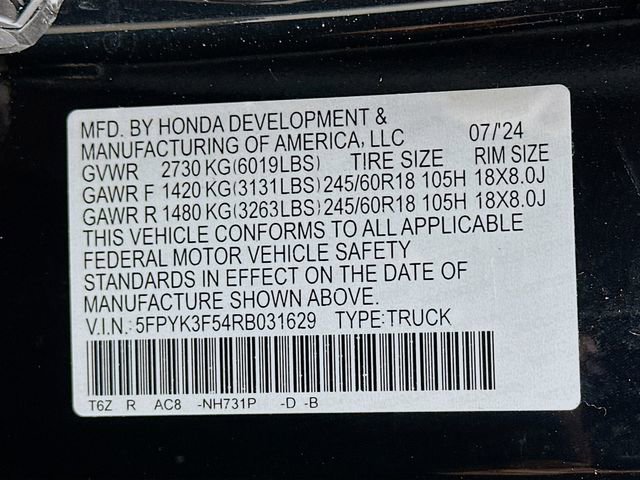 MFD. BY HONDA DEVELOPMENT &
MANUFACTURING OF AMERICA, LLC 07/'24
GVWR 2730 KG(6019LBS) TIRE SIZE RIM SIZE
GAWR F 1420 KG(3131LBS) 245/60R18 105H 18X8.0J
GAWR R 1480 KG(3263LBS) 245/60R18 105H 18X8.0J
THIS VEHICLE CONFORMS TO ALL APPLICABLE
FEDERAL MOTOR VEHICLE SAFETY
STANDARDS IN EFFECT ON THE DATE OF
MANUFACTURE SHOWN ABOVE.
V.I.N.: 5FPYK3F54RB031629 TYPE:TRUCK
T6Z R AC8 -NH731P -D -B